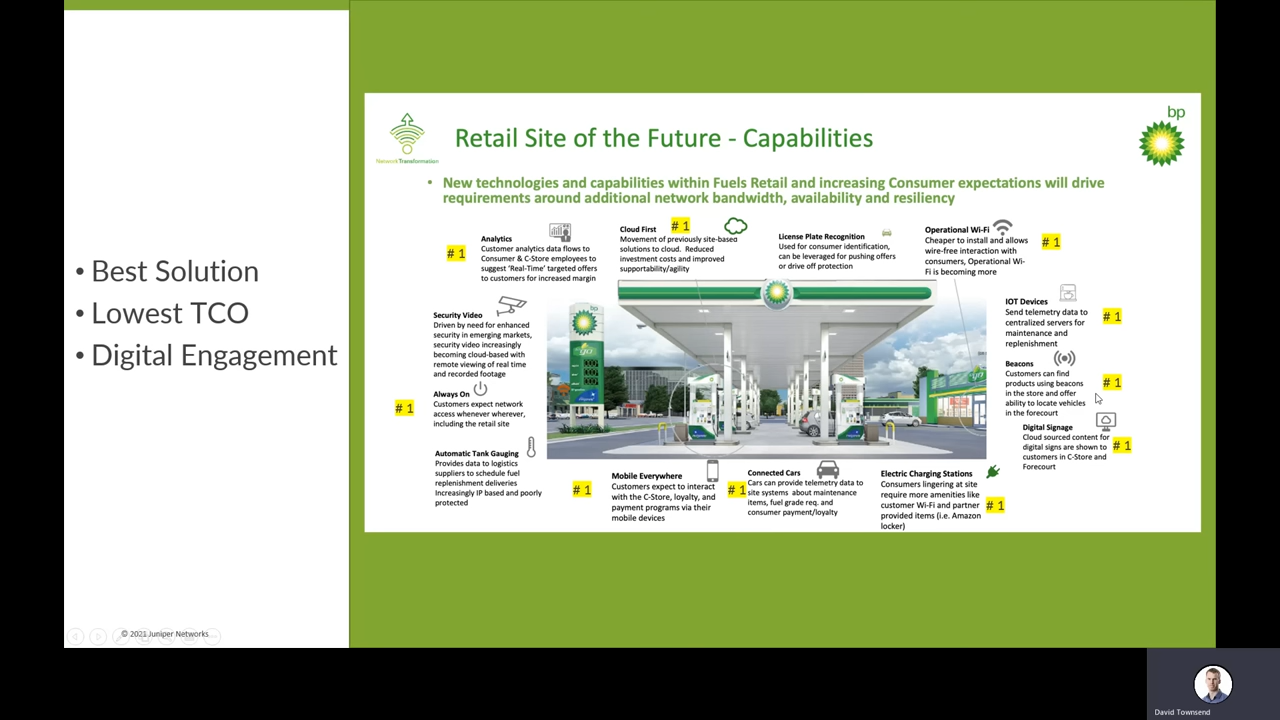 • Best Solution
• Lowest TCO
• Digital Engagement
© 2021 Juniper Networks
NetworkTransformation
Retail Site of the Future - Capabilities
bp
• New technologies and capabilities within Fuels Retail and increasing Consumer expectations will drive
requirements around additional network bandwidth, availability and resiliency
# 1
Analytics
Customer analytics data flows to
Consumer & C-Store employees to
suggest ‘Real-Time’ targeted offers
to customers for increased margin
Cloud First
# 1
Movement of previously site-based
solutions to cloud. Reduced
investment costs and improved
supportability/agility
License Plate Recognition
Used for consumer identification,
can be leveraged for pushing offers
or drive off protection
Operational Wi-Fi
Cheaper to install and allows
wire-free interaction with
consumers, Operational Wi-
Fi is becoming more
# 1
Security Video
Driven by need for enhanced
security in emerging markets,
security video increasingly
becoming cloud-based with
remote viewing of real time
and recorded footage
IOT Devices
Send telemetry data to
centralized servers for
maintenance and
replenishment
# 1
Beacons
Customers can find
products using beacons
in the store and offer
ability to locate vehicles
in the forecourt
# 1
# 1
Always On
Customers expect network
access whenever wherever,
including the retail site
Digital Signage
Cloud sourced content for
digital signs are shown to
customers in C-Store and
Forecourt
# 1
Automatic Tank Gauging
Provides data to logistics
suppliers to schedule fuel
replenishment deliveries
Increasingly IP based and poorly
protected
# 1
Mobile Everywhere
Customers expect to interact
with the C-Store, loyalty, and
payment programs via their
mobile devices
# 1
Connected Cars
Cars can provide telemetry data to
site systems about maintenance
items, fuel grade req. and
consumer payment/loyalty
Electric Charging Stations
Consumers lingering at site
require more amenities like
customer Wi-Fi and partner
provided items (i.e. Amazon
locker)
# 1
David Townsend